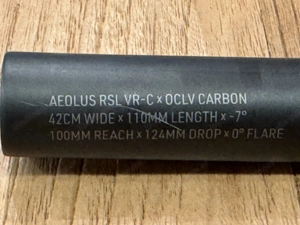 AEOLUS RSL VR-C × OCLV CARBON
42CM WIDE × 110MM LENGTH × -7°
100MM REACH × 124MM DROP × 0° FLARE